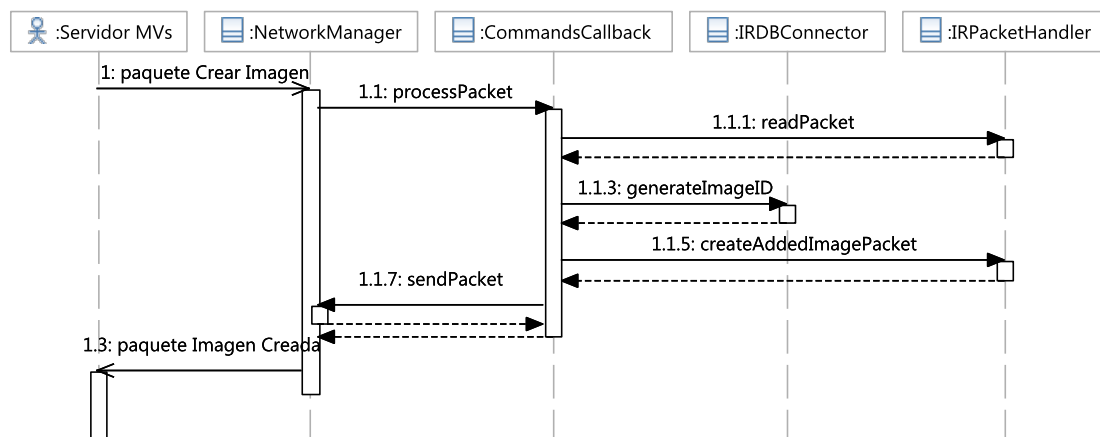 :Servidor MVs :NetworkManager :CommandsCallback :IRDBConnector :IRPacketHandler
1: paquete Crear Imagen
1.1: processPacket
1.1.1: readPacket
1.1.3: generateImageID
1.1.5: createAddedImagePacket
1.1.7: sendPacket
1.3: paquete Imagen Creada